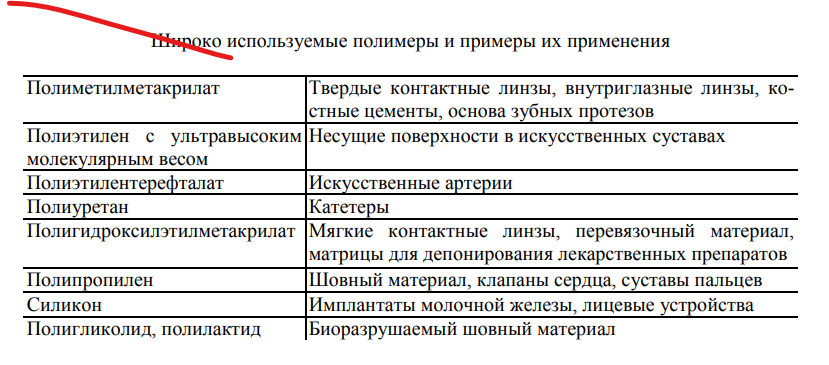 Широко используемые полимеры и примеры их применения
Полиметилметакрилат Твердые контактные линзы, внутриглазные линзы, ко-
стные цементы, основа зубных протезов
Полиэтилен с ультравысоким Несущие поверхности в искусственных суставах
молекулярным весом
Полиэтилентерефталат Искусственные артерии
Полиуретан Катетеры
Полигидроксилэтилметакрилат Мягкие контактные линзы, перевязочный материал,
матрицы для депонирования лекарственных препаратов
Полипропилен Шовный материал, клапаны сердца, суставы пальцев
Силикон Имплантаты молочной железы, лицевые устройства
Полигликолид, полилактид Биоразрушаемый шовный материал